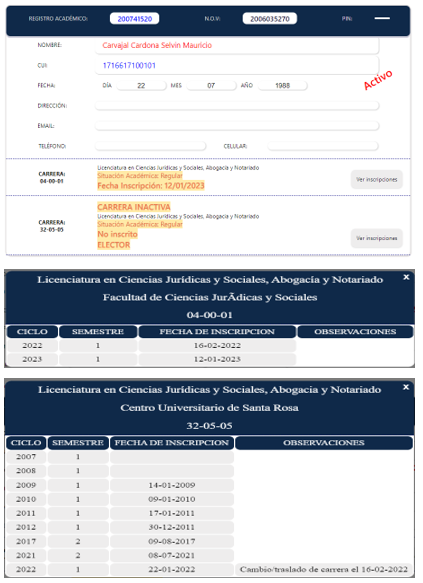 REGISTRO ACADÉMICO: 200741520 N.O.V: 2006035270 PIN:
NOMBRE: Carvajal Cardona Selvin Mauricio
CUI: 1716617100101
FECHA: DÍA 22 MES 07 AÑO 1988
Activo
DIRECCIÓN:
EMAIL:
TELÉFONO: CELULAR:
CARRERA: 04-00-01
Licenciatura en Ciencias Jurídicas y Sociales, Abogacía y Notariado
Situación Académica: Regular
Fecha Inscripción: 12/01/2023
Ver inscripciones
CARRERA: 32-05-05
CARRERA INACTIVA
Licenciatura en Ciencias Jurídicas y Sociales, Abogacía y Notariado
Situación Académica: Regular
No inscrito
ELECTOR
Ver inscripciones
Licenciatura en Ciencias Jurídicas y Sociales, Abogacía y Notariado x
Facultad de Ciencias JurÃdicas y Sociales
04-00-01
CICLO SEMESTRE FECHA DE INSCRIPCION OBSERVACIONES
2022 1 16-02-2022
2023 1 12-01-2023
Licenciatura en Ciencias Jurídicas y Sociales, Abogacía y Notariado x
Centro Universitario de Santa Rosa
32-05-05
CICLO SEMESTRE FECHA DE INSCRIPCION OBSERVACIONES
2007 1
2008 1
2009 1 14-01-2009
2010 1 09-01-2010
2011 1 17-01-2011
2012 1 30-12-2011
2017 2 09-08-2017
2021 2 08-07-2021
2022 1 22-01-2022 Cambio/traslado de carrera el 16-02-2022